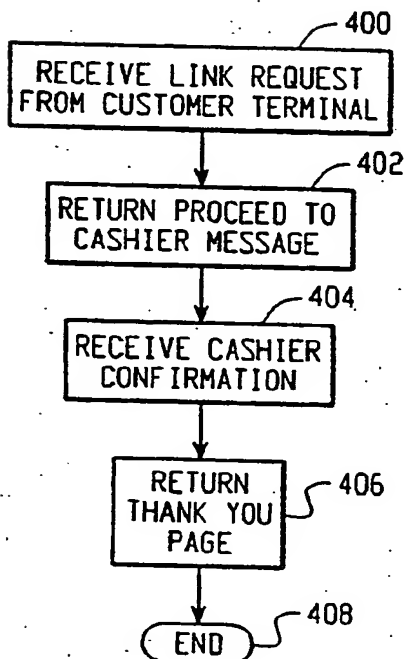 400
RECEIVE LINK REQUEST
FROM CUSTOMER TERMINAL
402
RETURN PROCEED TO
CASHIER MESSAGE
404
RECEIVE CASHIER
CONFIRMATION
RETURN
THANK YOU
PAGE
406
END
408